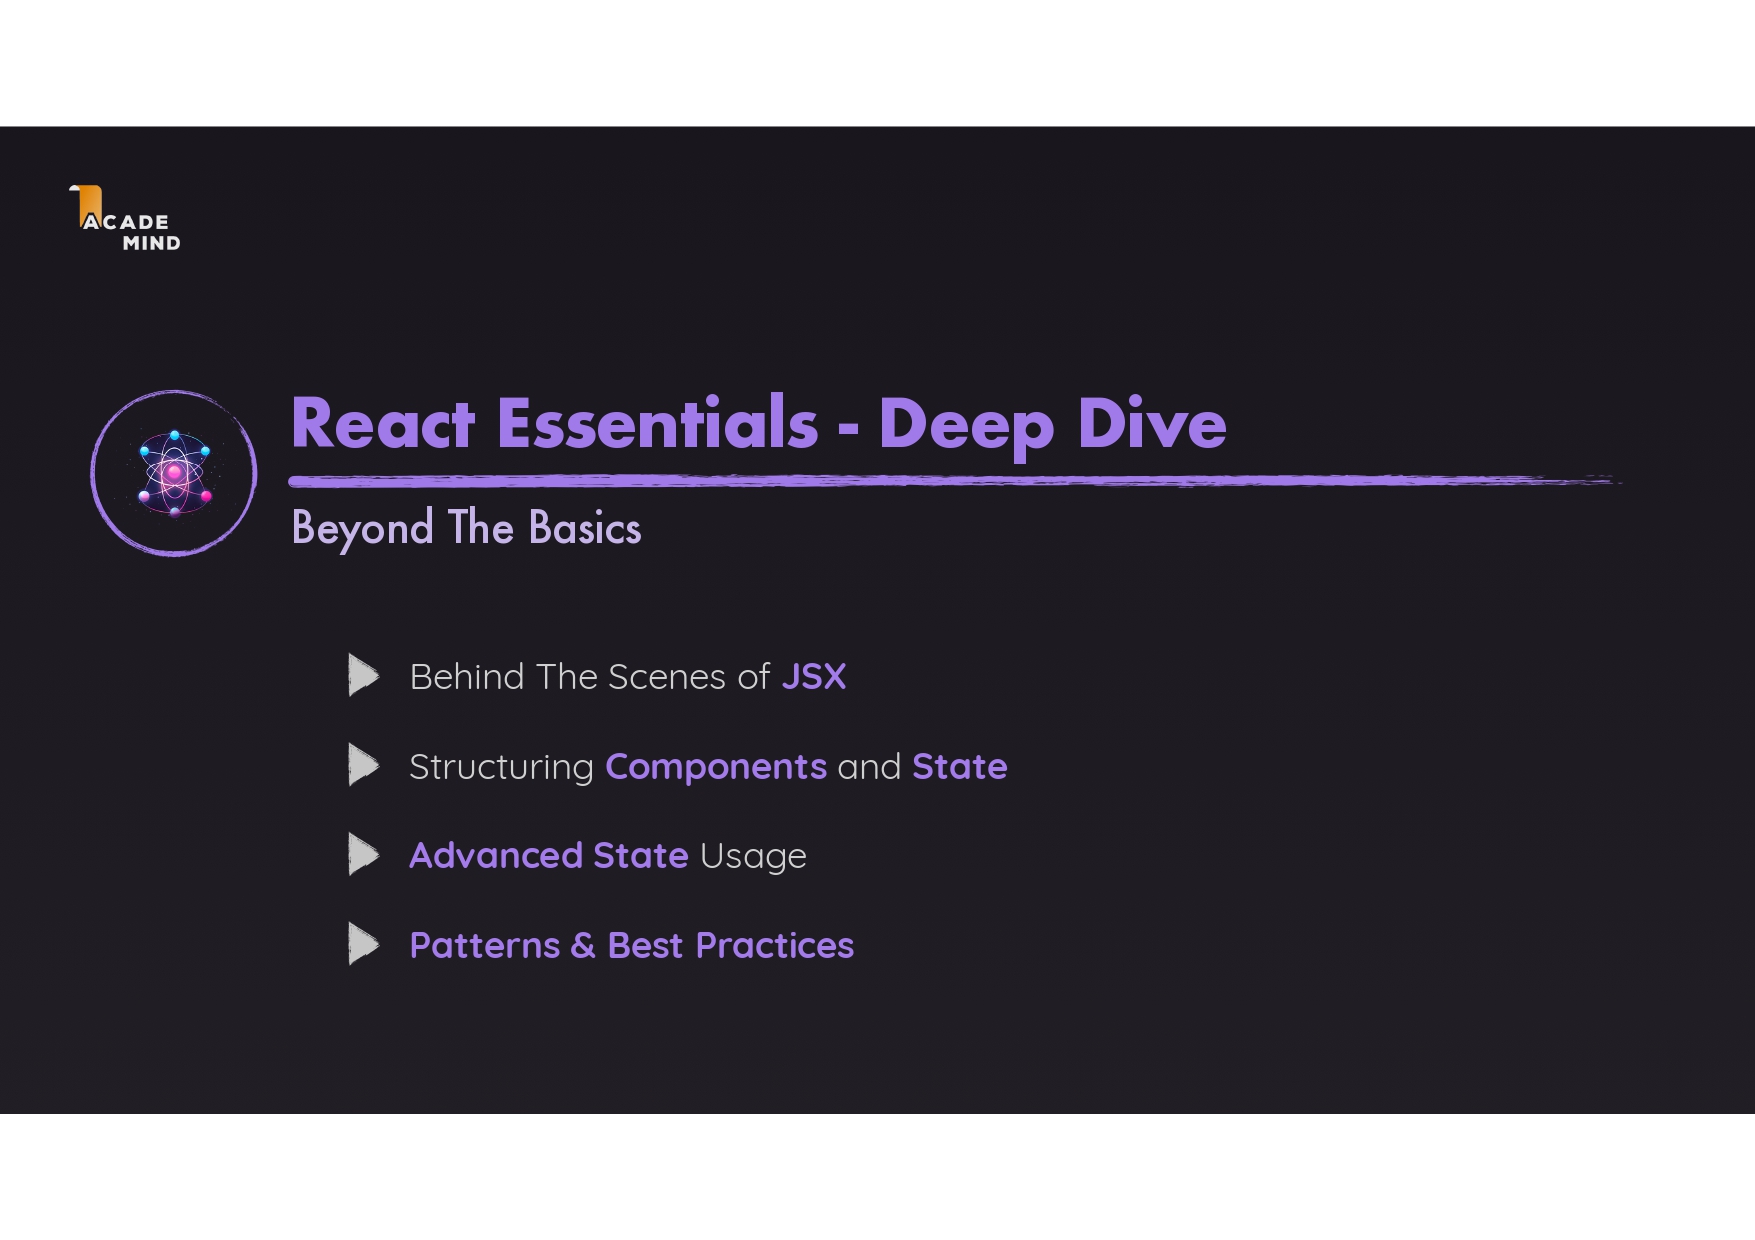 ACADE
MIND
React Essentials - Deep Dive
Beyond The Basics
Behind The Scenes of JSX
Structuring Components and State
Advanced State Usage
Patterns & Best Practices